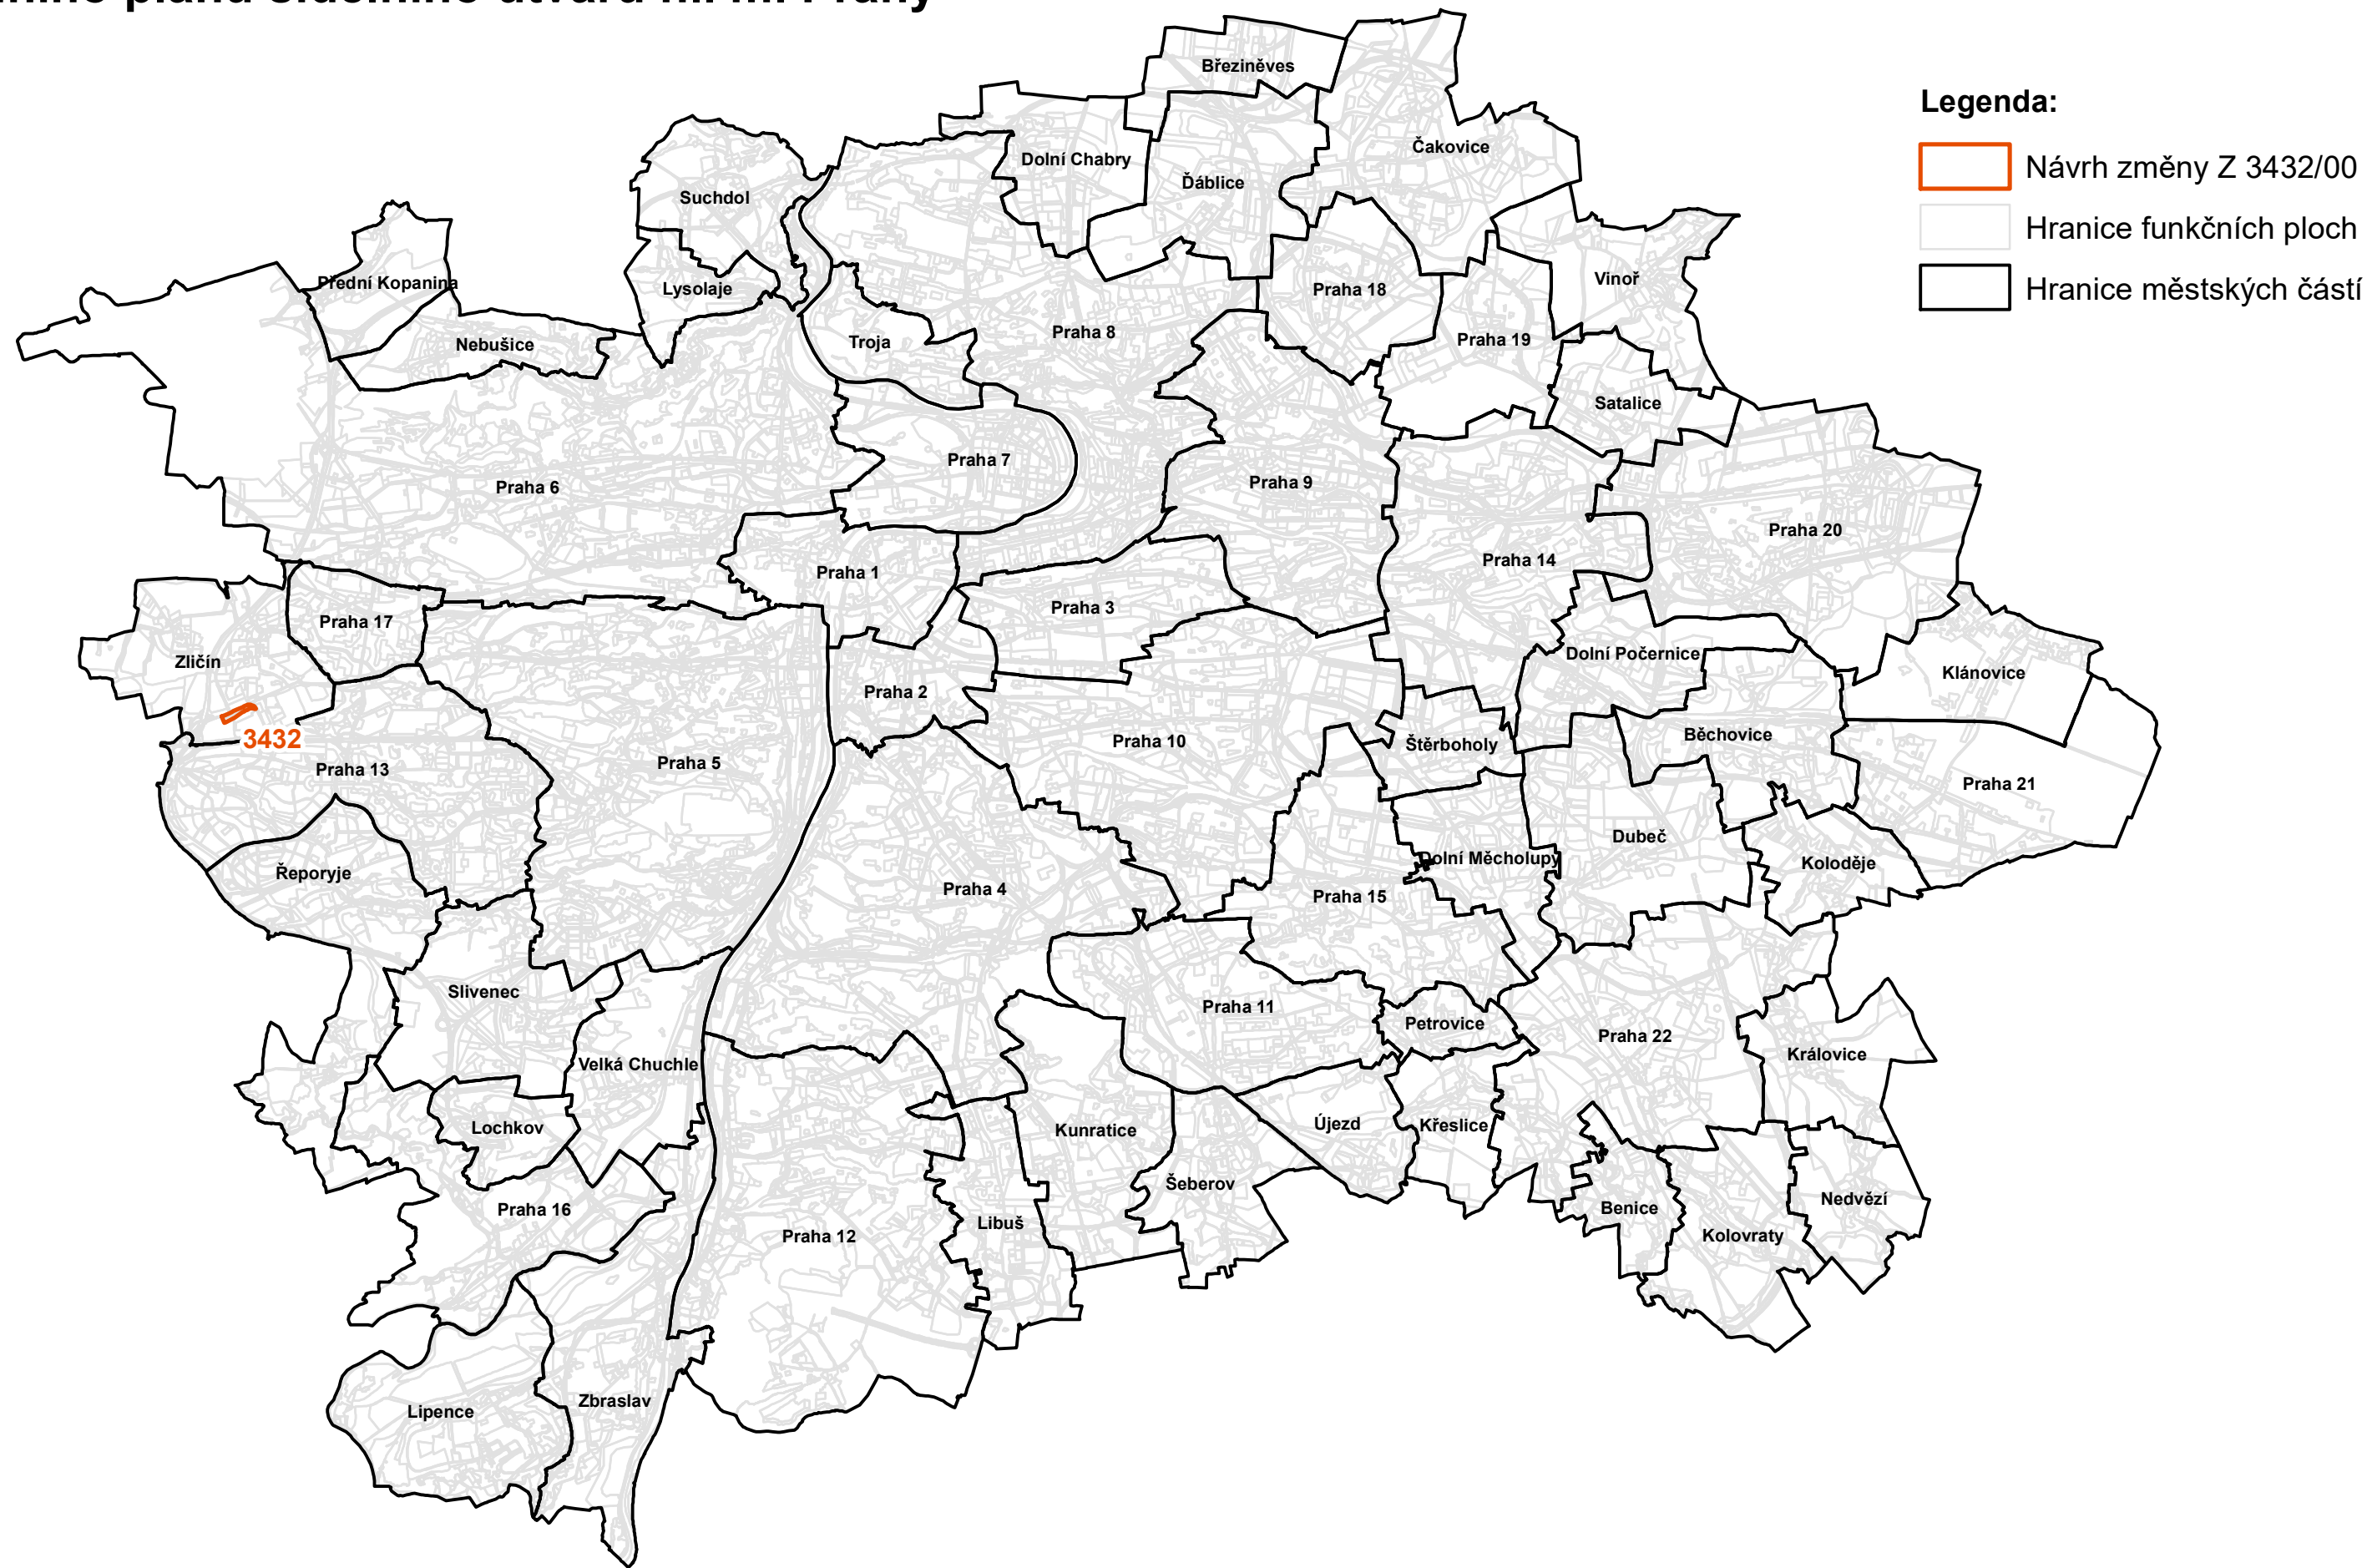 plánu sídelního útvaru hl. m. Prahy
Legenda:
Návrh změny Z 3432/00
Hranice funkčních ploch
Hranice městských částí
Březiněves
Dolní Chabry
Ďáblice
Čakovice
Suchdol
Přední Kopanina
Lysolaje
Nebušice
Troja
Praha 8
Praha 18
Praha 19
Vinoř
Satalice
Praha 7
Praha 6
Praha 9
Praha 20
Praha 14
Praha 1
Praha 3
Praha 17
Zličín
Dolní Počernice
Klánovice
Praha 2
3432
Praha 13
Praha 5
Praha 10
Štěrboholy
Běchovice
Praha 21
Dubeč
Koloděje
Dolní Měcholupy
Řeporyje
Praha 4
Praha 15
Slivenec
Praha 11
Petrovice
Praha 22
Královice
Velká Chuchle
Lochkov
Kunratice
Újezd
Křeslice
Šeberov
Praha 16
Praha 12
Libuš
Benice
Kolovraty
Nedvězí
Zbraslav
Lipence